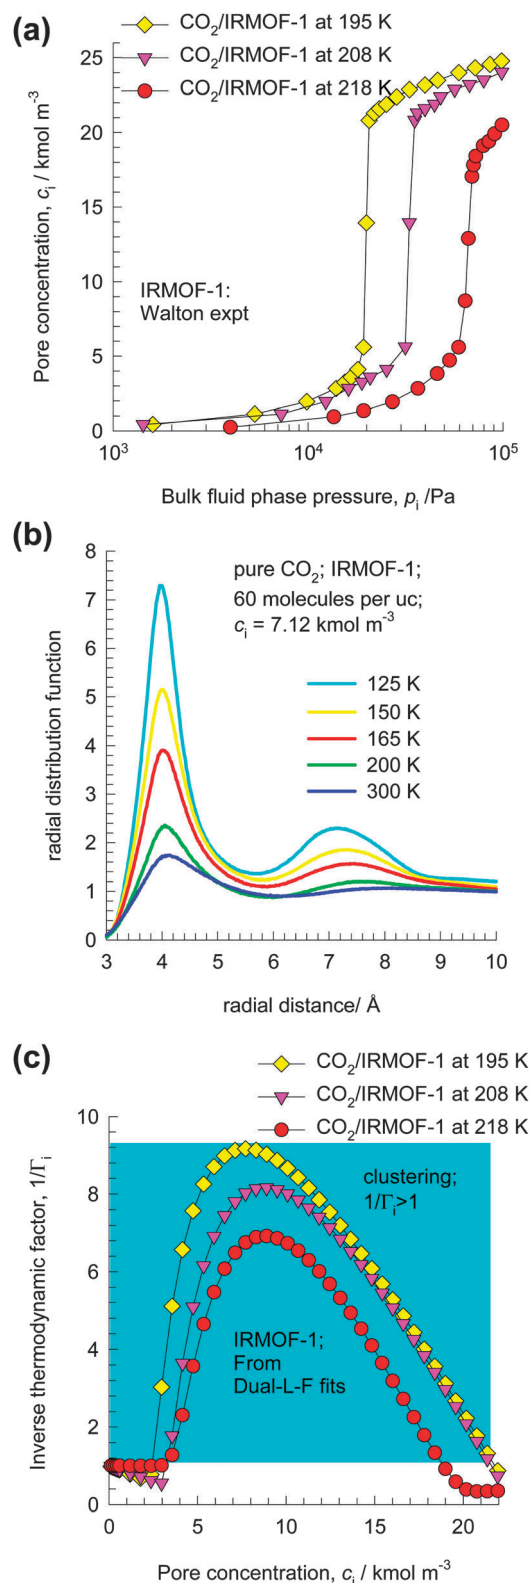 (a)
CO₂/IRMOF-1 at 195 K
CO₂/IRMOF-1 at 208 K
CO₂/IRMOF-1 at 218 K
25
20
15
10
5
0
Pore concentration, cᵢ / kmol m⁻³
IRMOF-1:
Walton expt
10³
10⁴
10⁵
Bulk fluid phase pressure, pᵢ /Pa
(b)
8
7
6
5
4
3
2
1
0
radial distribution function
pure CO₂; IRMOF-1;
60 molecules per uc;
cᵢ = 7.12 kmol m⁻³
125 K
150 K
165 K
200 K
300 K
3 4 5 6 7 8 9 10
radial distance/ Å
(c)
CO₂/IRMOF-1 at 195 K
CO₂/IRMOF-1 at 208 K
CO₂/IRMOF-1 at 218 K
10
8
6
4
2
0
Inverse thermodynamic factor, 1/Γᵢ
clustering;
1/Γᵢ>1
IRMOF-1;
From
Dual-L-F fits
0 5 10 15 20
Pore concentration, cᵢ / kmol m⁻³